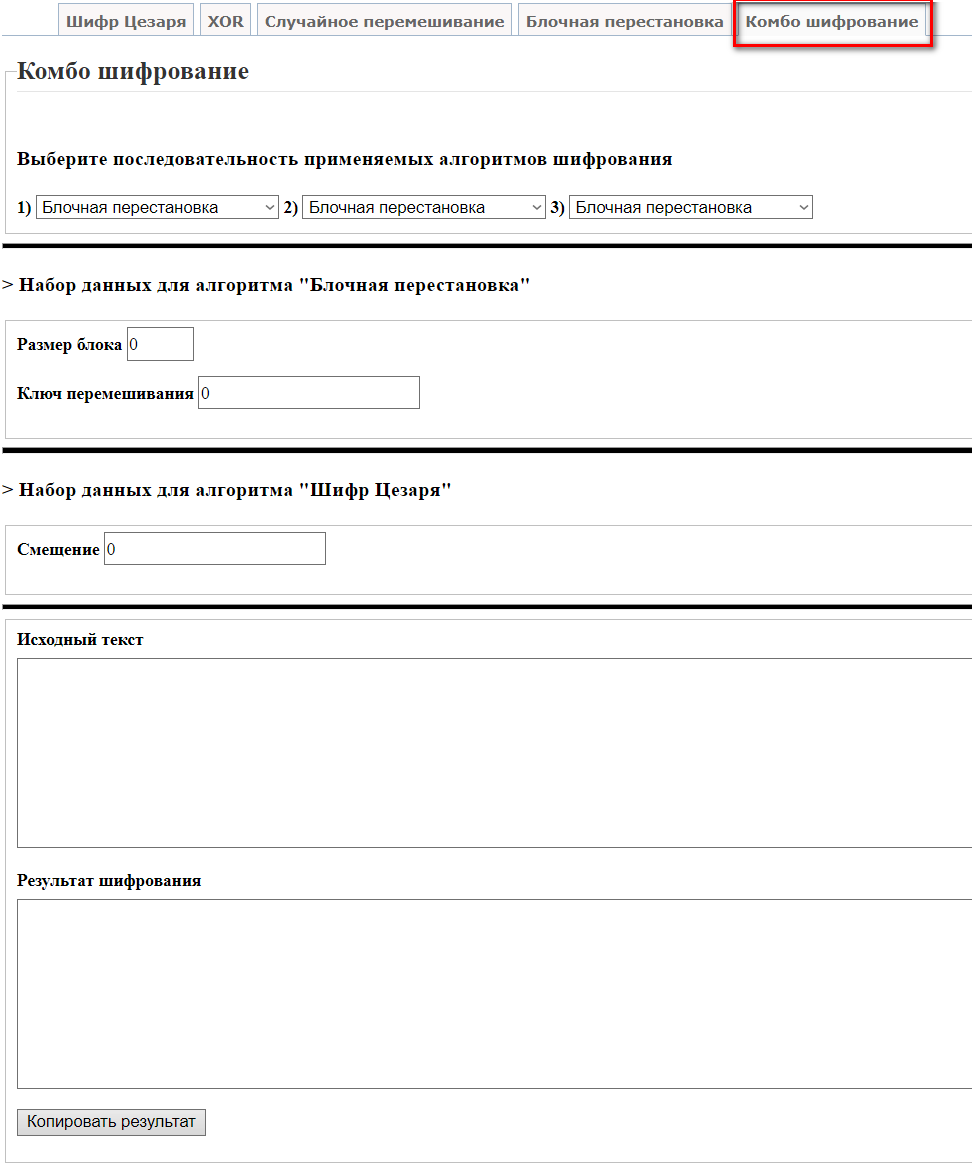 Шифр Цезаря XOR Случайное перемешивание Блочная перестановка Комбо шифрование
Комбо шифрование
Выберите последовательность применяемых алгоритмов шифрования
1) Блочная перестановка 2) Блочная перестановка 3) Блочная перестановка
> Набор данных для алгоритма "Блочная перестановка"
Размер блока 0
Ключ перемешивания 0
> Набор данных для алгоритма "Шифр Цезаря"
Смещение 0
Исходный текст
Результат шифрования
Копировать результат